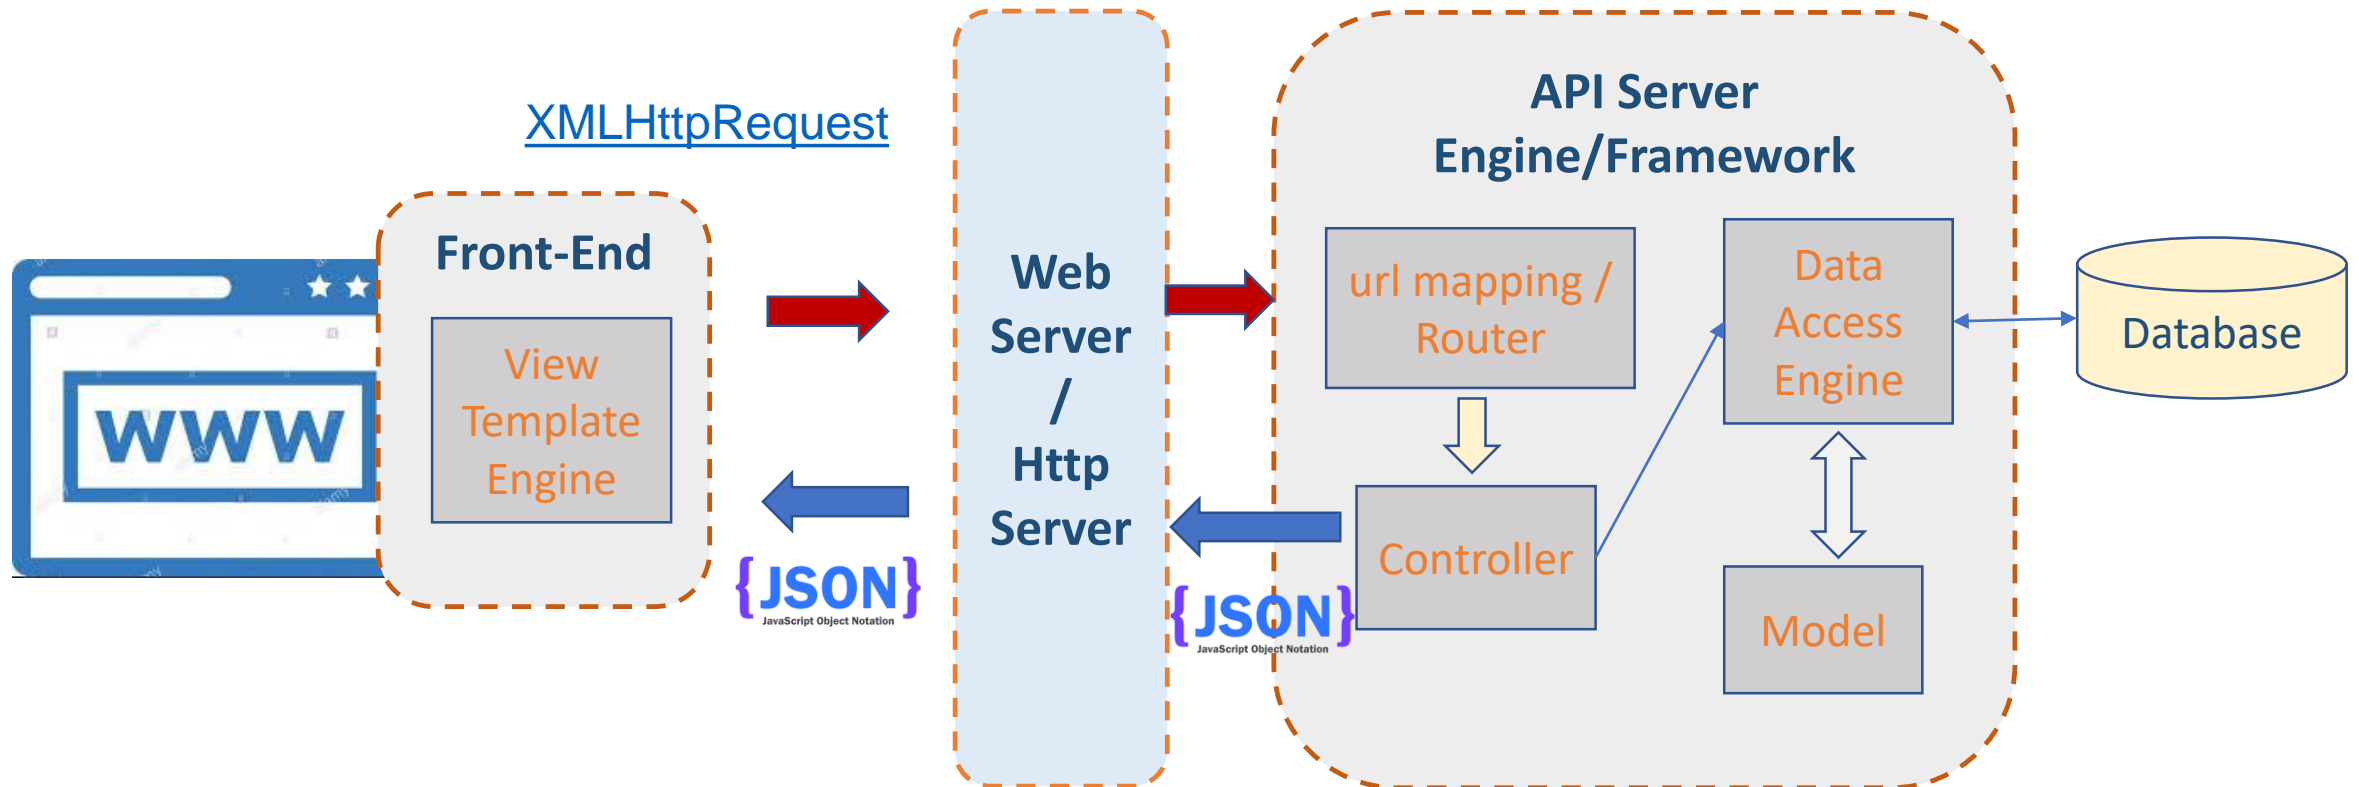 XMLHttpRequest
Front-End
View
Template
Engine
WWW
{JSON}
JavaScript Object Notation
Web
Server
/
Http
Server
{JSON}
JavaScript Object Notation
API Server
Engine/Framework
url mapping /
Router
Controller
Data
Access
Engine
Model
Database